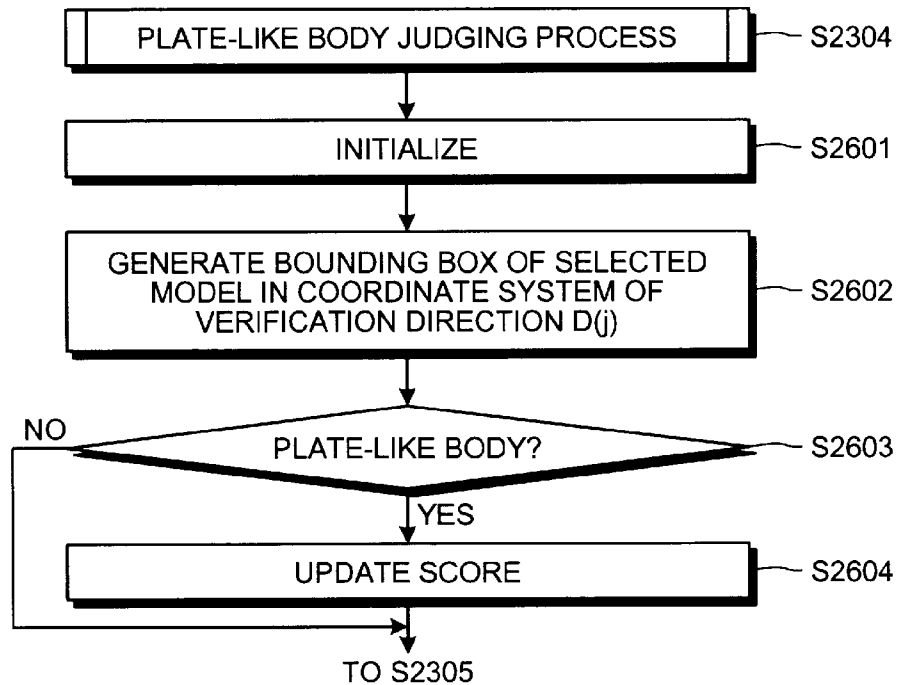 PLATE-LIKE BODY JUDGING PROCESS
S2304
INITIALIZE
S2601
GENERATE BOUNDING BOX OF SELECTED
MODEL IN COORDINATE SYSTEM OF
VERIFICATION DIRECTION D(j)
S2602
NO
PLATE-LIKE BODY?
S2603
YES
UPDATE SCORE
S2604
TO S2305